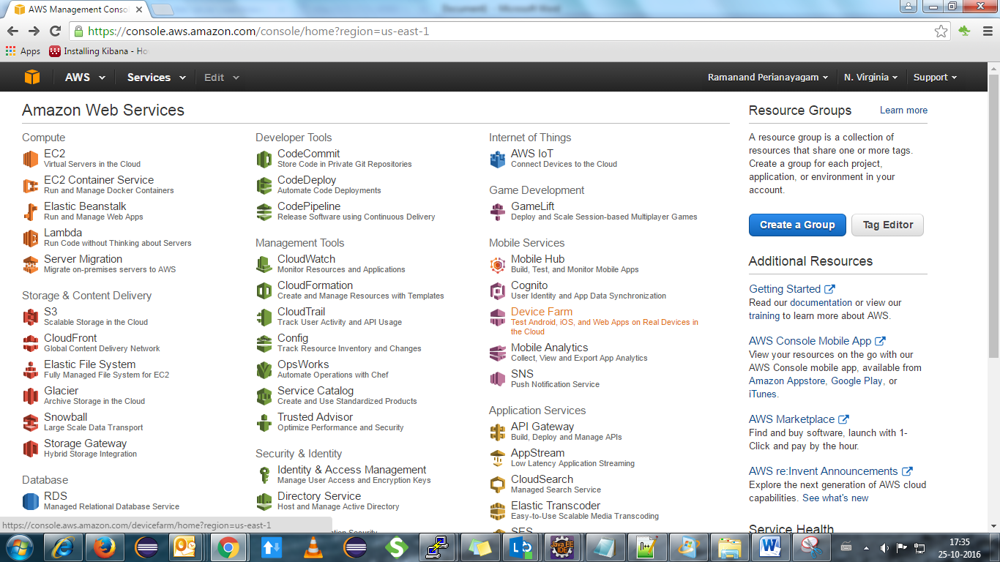 Document1 - Microsoft Word
AWS Management Conso
https://console.aws.amazon.com/console/home?region=us-east-1
Apps
Installing Kibana - Ho
AWS
Services
Edit
Ramanand Perianayagam
N. Virginia
Support
Amazon Web Services
Compute
EC2
Virtual Servers in the Cloud
EC2 Container Service
Run and Manage Docker Containers
Elastic Beanstalk
Run and Manage Web Apps
Lambda
Run Code without Thinking about Servers
Server Migration
Migrate on-premises servers to AWS
Storage & Content Delivery
S3
Scalable Storage in the Cloud
CloudFront
Global Content Delivery Network
Elastic File System
Fully Managed File System for EC2
Glacier
Archive Storage in the Cloud
Snowball
Large Scale Data Transport
Storage Gateway
Hybrid Storage Integration
Database
RDS
Managed Relational Database Service
Developer Tools
CodeCommit
Store Code in Private Git Repositories
CodeDeploy
Automate Code Deployments
CodePipeline
Release Software using Continuous Delivery
Management Tools
CloudWatch
Monitor Resources and Applications
CloudFormation
Create and Manage Resources with Templates
CloudTrail
Track User Activity and API Usage
Config
Track Resource Inventory and Changes
OpsWorks
Automate Operations with Chef
Service Catalog
Create and Use Standardized Products
Trusted Advisor
Optimize Performance and Security
Security & Identity
Identity & Access Management
Manage User Access and Encryption Keys
Directory Service
Host and Manage Active Directory
Security
Internet of Things
AWS IoT
Connect Devices to the Cloud
Game Development
GameLift
Deploy and Scale Session-based Multiplayer Games
Mobile Services
Mobile Hub
Build, Test, and Monitor Mobile Apps
Cognito
User Identity and App Data Synchronization
Device Farm
Test Android, iOS, and Web Apps on Real Devices in
the Cloud
Mobile Analytics
Collect, View and Export App Analytics
SNS
Push Notification Service
Application Services
API Gateway
Build, Deploy and Manage APIs
AppStream
Low Latency Application Streaming
CloudSearch
Managed Search Service
Elastic Transcoder
Easy-to-Use Scalable Media Transcoding
SES
Resource Groups
Learn more
A resource group is a collection of
resources that share one or more tags.
Create a group for each project,
application, or environment in your
account.
Create a Group
Tag Editor
Additional Resources
Getting Started
Read our documentation or view our
training to learn more about AWS.
AWS Console Mobile App
View your resources on the go with our
AWS Console mobile app, available from
Amazon Appstore, Google Play, or
iTunes.
AWS Marketplace
Find and buy software, launch with 1-
Click and pay by the hour.
AWS re:Invent Announcements
Explore the next generation of AWS cloud
capabilities. See what's new
Service Health
https://console.aws.amazon.com/devicefarm/home?region=us-east-1
Java EE
IDE
17:35
25-10-2016